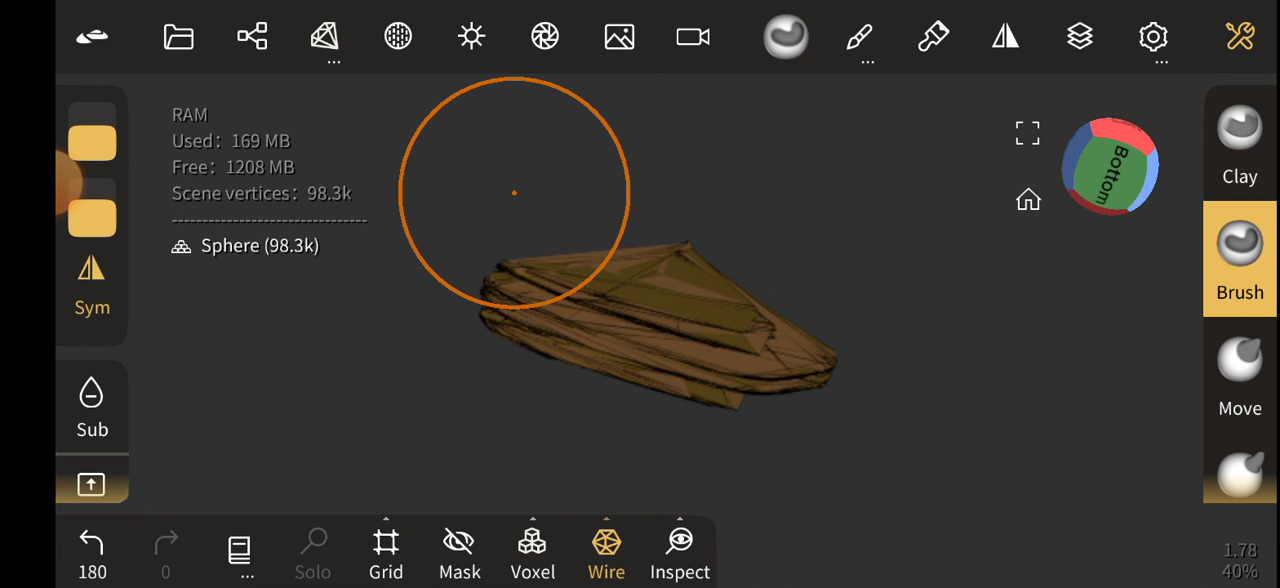 ...
...
...
RAM
Used: 169 MB
Free: 1208 MB
Scene vertices: 98.3k
--------------------------------
Sphere (98.3k)
Bottom
Sym
Sub
Clay
Brush
Move
180
0
...
Solo
Grid
Mask
Voxel
Wire
Inspect
1.78
40%